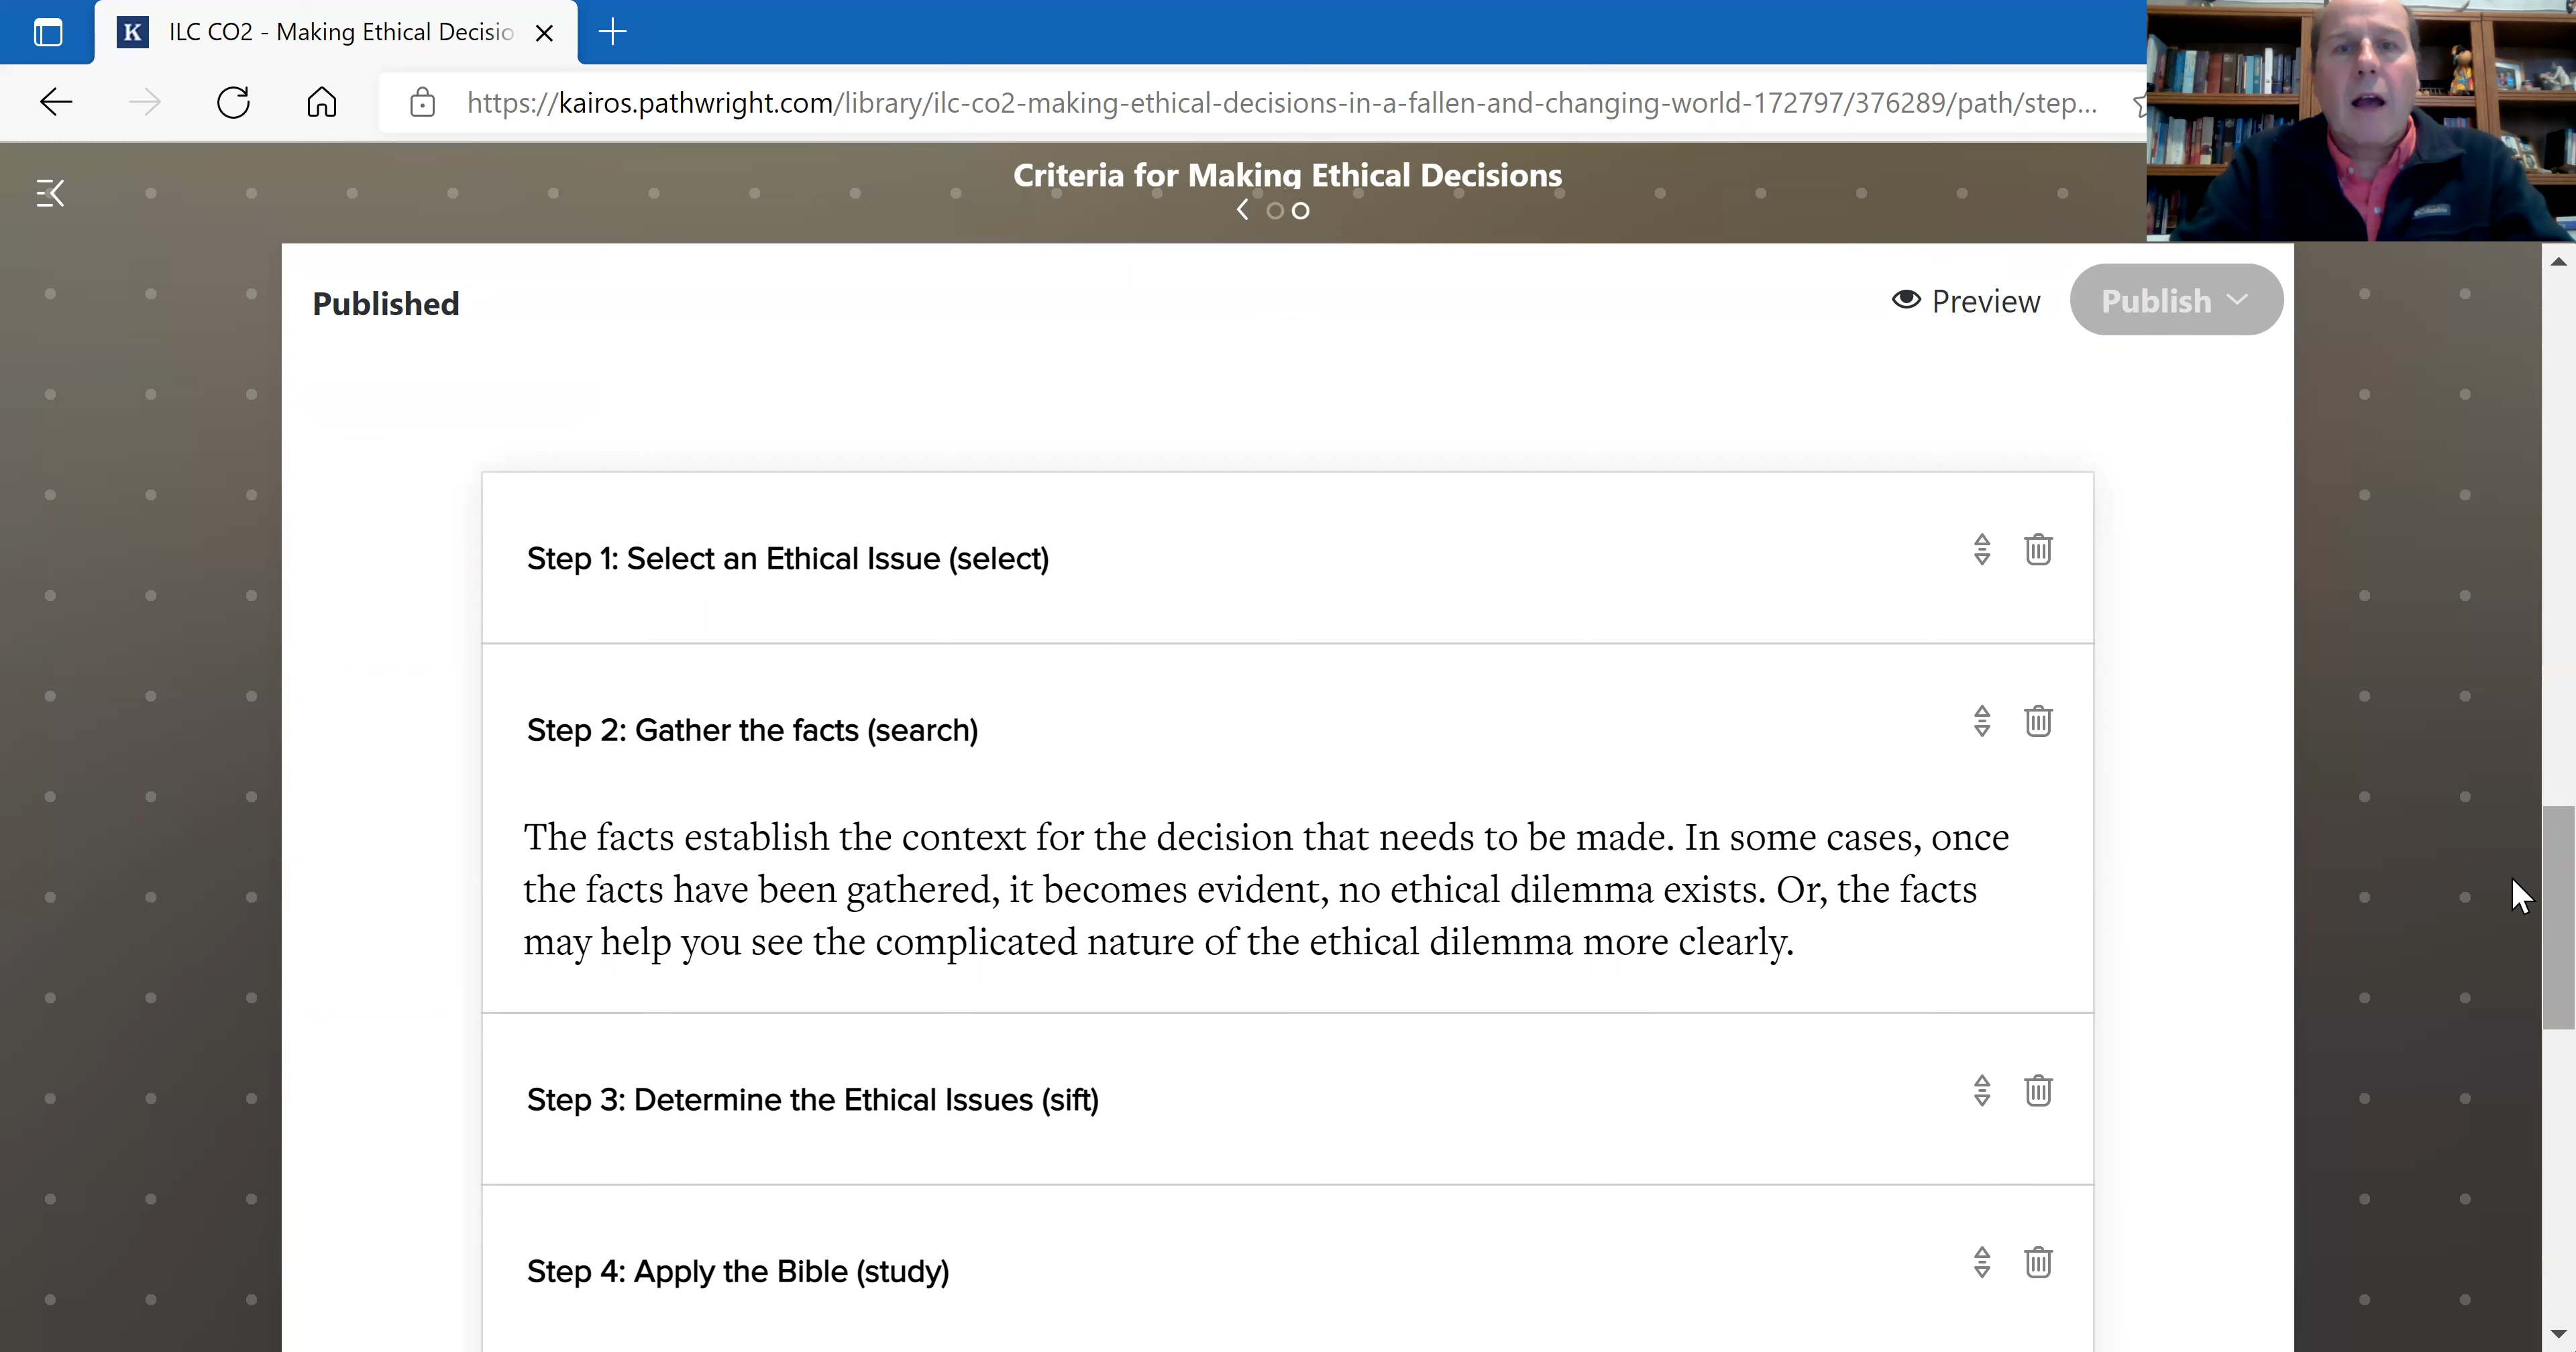 K ILC CO2 - Making Ethical Decisio
https://kairos.pathwright.com/library/ilc-co2-making-ethical-decisions-in-a-fallen-and-changing-world-172797/376289/path/step...
Criteria for Making Ethical Decisions
Published
Preview
Publish
Step 1: Select an Ethical Issue (select)
Step 2: Gather the facts (search)
The facts establish the context for the decision that needs to be made. In some cases, once
the facts have been gathered, it becomes evident, no ethical dilemma exists. Or, the facts
may help you see the complicated nature of the ethical dilemma more clearly.
Step 3: Determine the Ethical Issues (sift)
Step 4: Apply the Bible (study)
Columbia